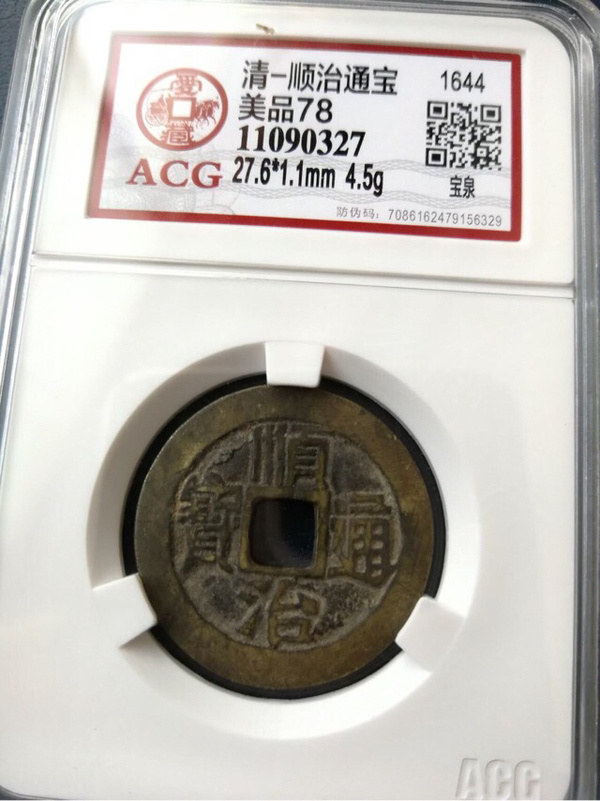 清-顺治通宝 1644
美品78
11090327
ACG 27.6*1.1mm 4.5g 宝泉
防伪码: 7086162479156329
順
寶 通
治
ACG